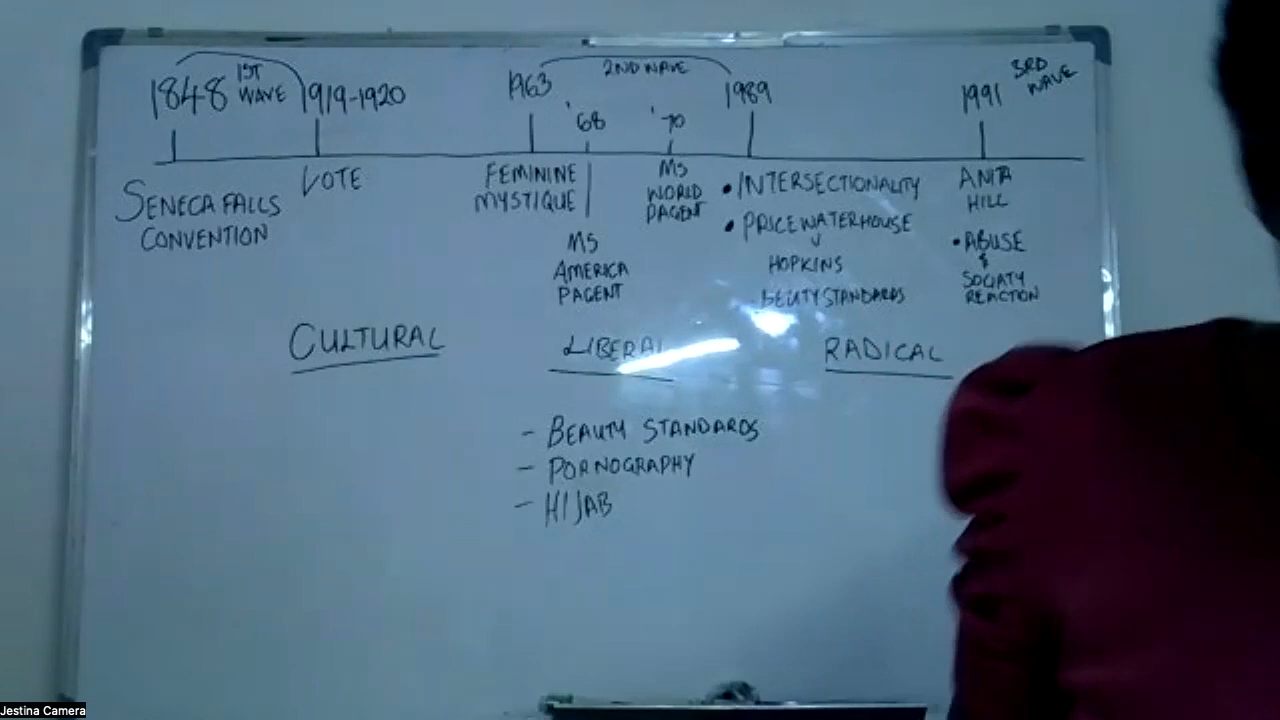 1848
1ST
WAVE
1919-1920
1963
2ND WAVE
'68
'70
1989
1991
3RD
WAVE
SENECA FALLS
CONVENTION
VOTE
FEMININE
MYSTIQUE
MS
AMERICA
PAGENT
MS
WORLD
PAGENT
• INTERSECTIONALITY
• PRICEWATERHOUSE
V
HOPKINS
BEUTY STANDARDS
ANITA
HILL
• ABUSE
&
SOCIATY
REACTION
CULTURAL
LIBERAL
RADICAL
- BEAUTY STANDARDS
- PORNOGRAPHY
- HIJAB
Jestina Camera